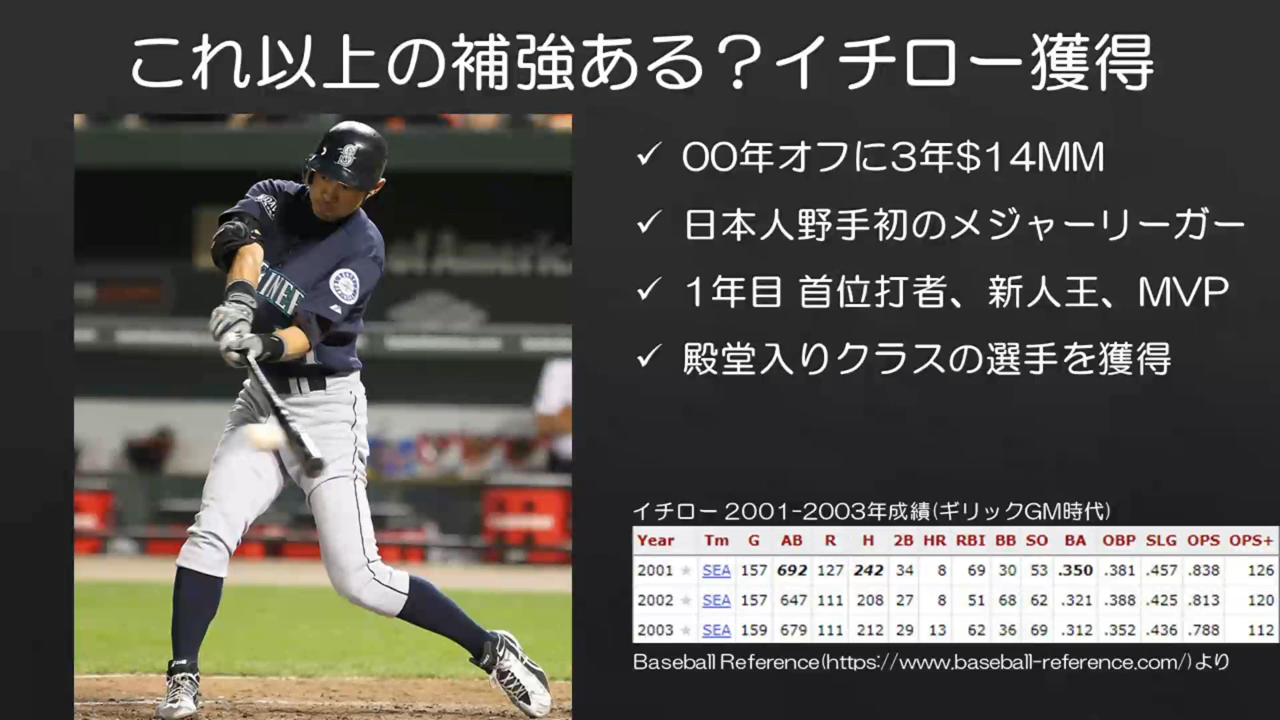 これ以上の補強ある？イチロー獲得
✓ 00年オフに3年$14MM
✓ 日本人野手初のメジャーリーガー
✓ 1年目 首位打者、新人王、MVP
✓ 殿堂入りクラスの選手を獲得
イチロー 2001-2003年成績(ギリックGM時代)
Year Tm G AB R H 2B HR RBI BB SO BA OBP SLG OPS OPS+
2001 ★ SEA 157 692 127 242 34 8 69 30 53 .350 .381 .457 .838 126
2002 ★ SEA 157 647 111 208 27 8 51 68 62 .321 .388 .425 .813 120
2003 ★ SEA 159 679 111 212 29 13 62 36 69 .312 .352 .436 .788 112
Baseball Reference(https://www.baseball-reference.com/)より
of America